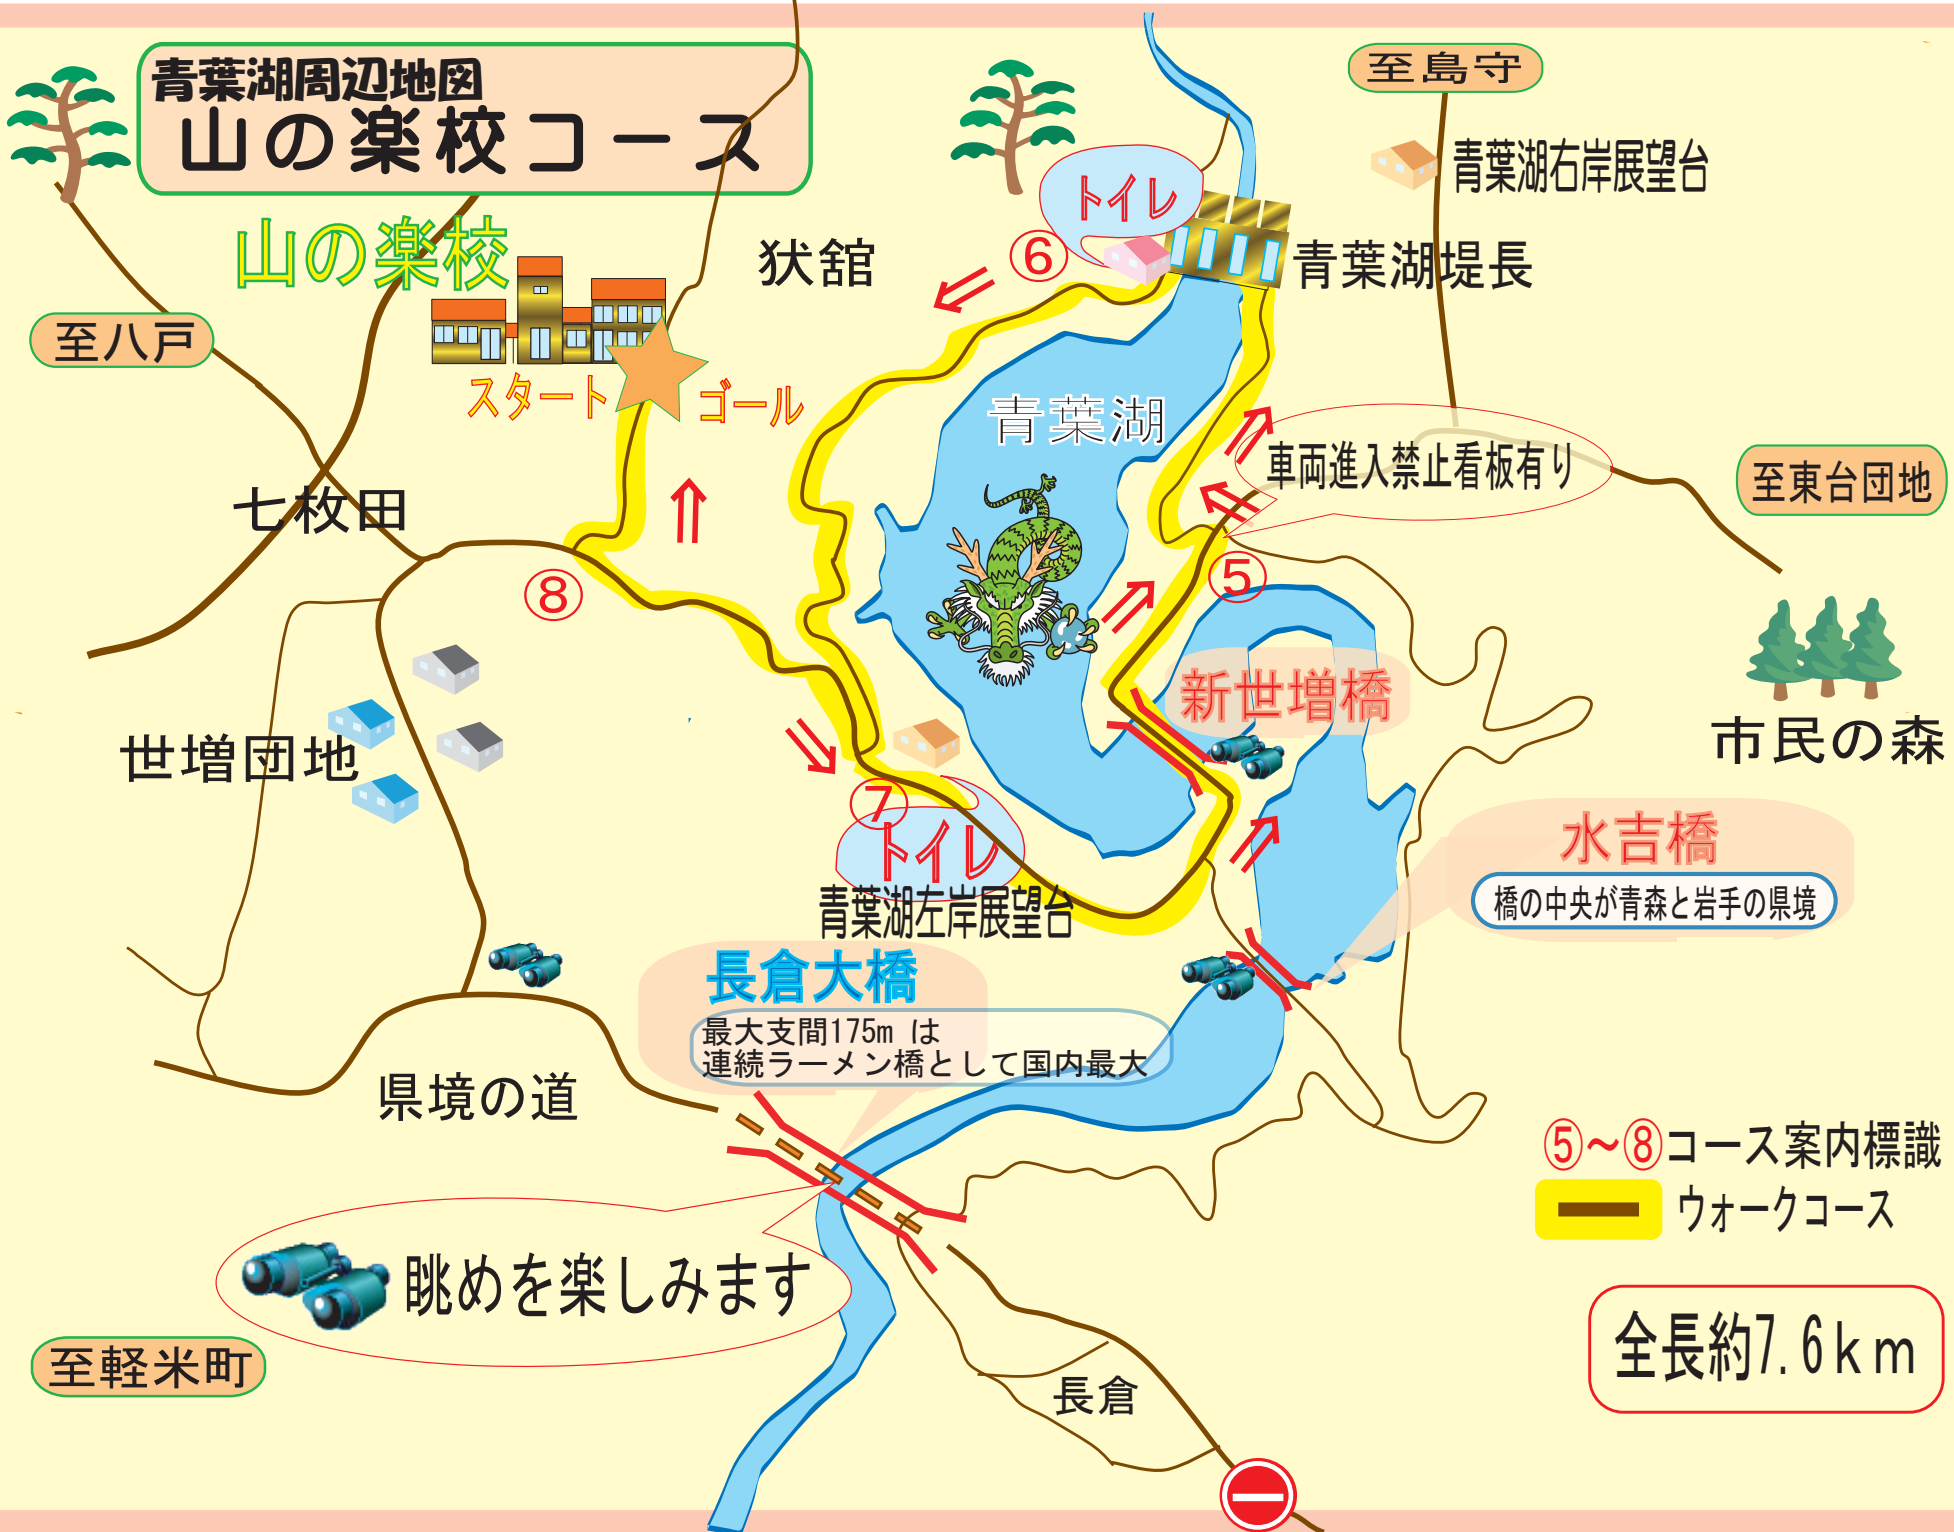 青葉湖周辺地図
山の楽校コース
至島守
青葉湖右岸展望台
トイレ
山の楽校
⑥
狄舘
青葉湖堤長
至八戸
スタート
ゴール
青葉湖
車両進入禁止看板有り
至東台団地
七枚田
⑧
⑤
新世増橋
世増団地
市民の森
⑦
トイレ
青葉湖左岸展望台
水吉橋
橋の中央が青森と岩手の県境
長倉大橋
最大支間175m は
連続ラーメン橋として国内最大
県境の道
⑤~⑧コース案内標識
ウォークコース
眺めを楽しみます
全長約7.6km
至軽米町
長倉